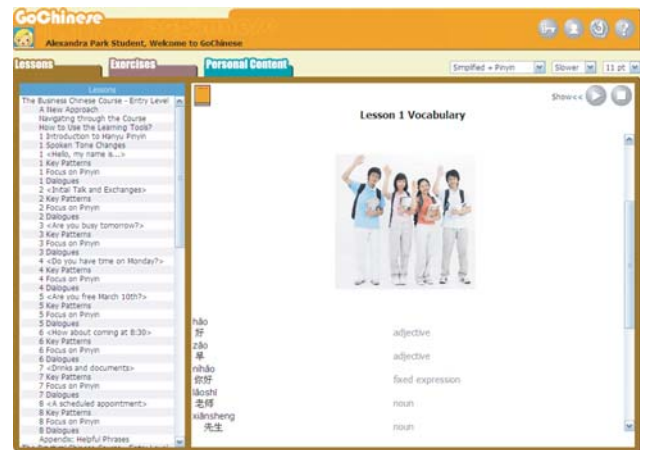 GoChinese
Alexandra Park Student, Welcome to GoChinese
Lessons Exercises Personal Content
Simplified + Pinyin Slower 11 pt
Lessons
The Business Chinese Course - Entry Level
A New Approach
Navigating through the Course
How to Use the Learning Tools?
1 Introduction to Hanyu Pinyin
1 Spoken Tone Changes
1 <Hello, my name is...>
1 Key Patterns
1 Focus on Pinyin
1 Dialogues
2 <Initial Talk and Exchanges>
2 Key Patterns
2 Focus on Pinyin
2 Dialogues
3 <Are you busy tomorrow?>
3 Key Patterns
3 Focus on Pinyin
3 Dialogues
4 <Do you have time on Monday?>
4 Key Patterns
4 Focus on Pinyin
4 Dialogues
5 <Are you free March 10th?>
5 Key Patterns
5 Focus on Pinyin
5 Dialogues
6 <How about coming at 8:30>
6 Key Patterns
6 Focus on Pinyin
6 Dialogues
7 <Drinks and documents>
7 Key Patterns
7 Focus on Pinyin
7 Dialogues
8 <A scheduled appointment>
8 Key Patterns
8 Focus on Pinyin
8 Dialogues
Appendix: Helpful Phrases
Show<<
Lesson 1 Vocabulary
hǎo
好 adjective
zǎo
早 adjective
nǐhǎo
你好 fixed expression
lǎoshī
老师 noun
xiānsheng
先生 noun